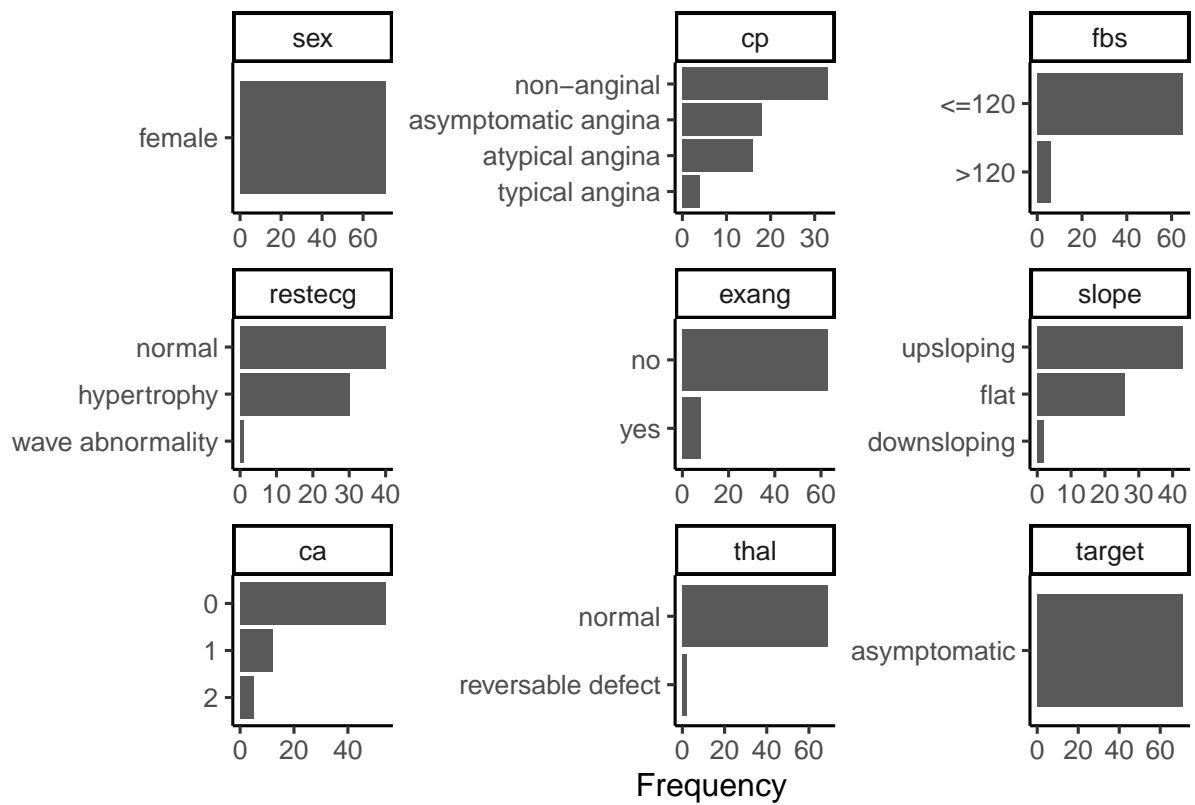 sex
female
0 20 40 60
cp
non−anginal
asymptomatic angina
atypical angina
typical angina
0 10 20 30
fbs
<=120
>120
0 20 40 60
restecg
normal
hypertrophy
wave abnormality
0 10 20 30 40
exang
no
yes
0 20 40 60
slope
upsloping
flat
downsloping
0 10 20 30 40
ca
0
1
2
0 20 40
thal
normal
reversable defect
0 10 20 30 40 50 60
target
asymptomatic
0 20 40 60
Frequency